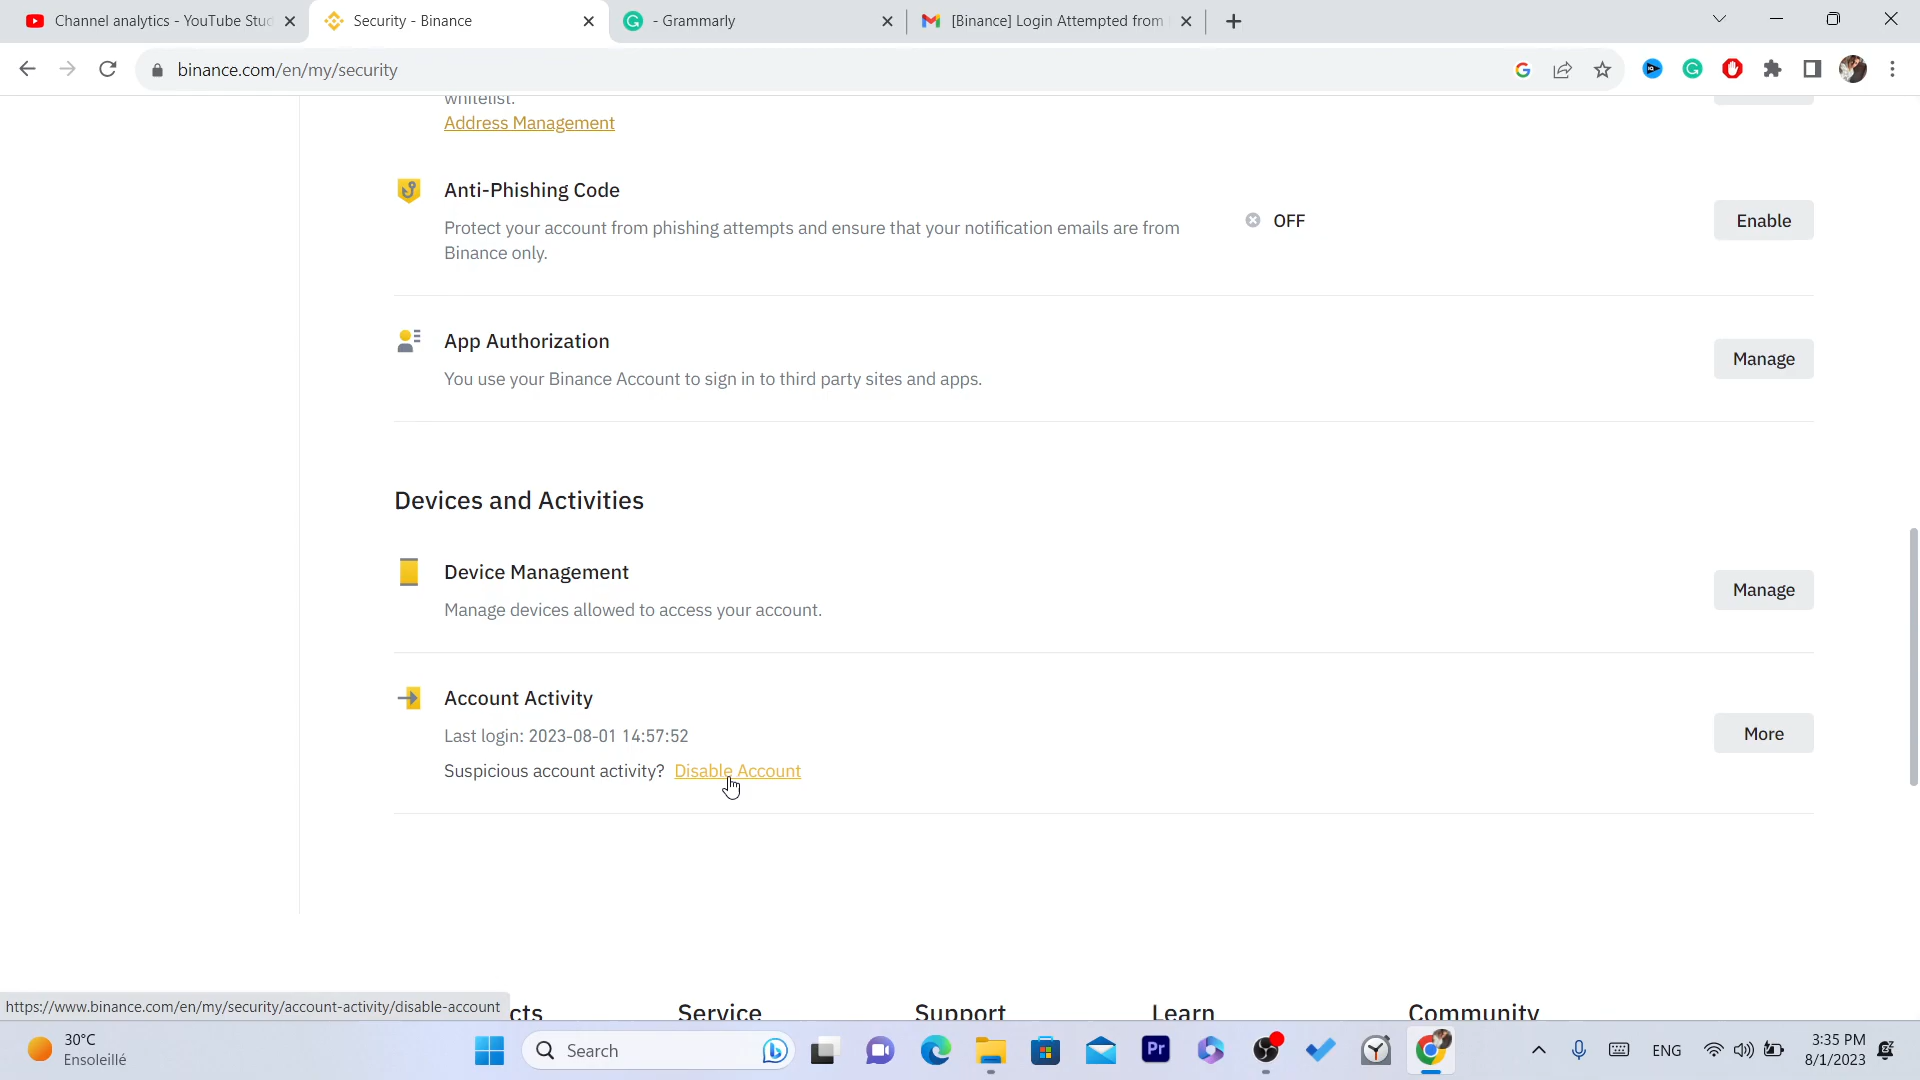 Channel analytics - YouTube Stud
Security - Binance
- Grammarly
[Binance] Login Attempted from
binance.com/en/my/security
whitelist.
Address Management
Anti-Phishing Code
Protect your account from phishing attempts and ensure that your notification emails are from
Binance only.
OFF
Enable
App Authorization
You use your Binance Account to sign in to third party sites and apps.
Manage
Devices and Activities
Device Management
Manage devices allowed to access your account.
Manage
Account Activity
Last login: 2023-08-01 14:57:52
Suspicious account activity? Disable Account
More
https://www.binance.com/en/my/security/account-activity/disable-account
cts
Service
Support
Learn
Community
30°C
Ensoleillé
Search
Pr
ENG
3:35 PM
8/1/2023